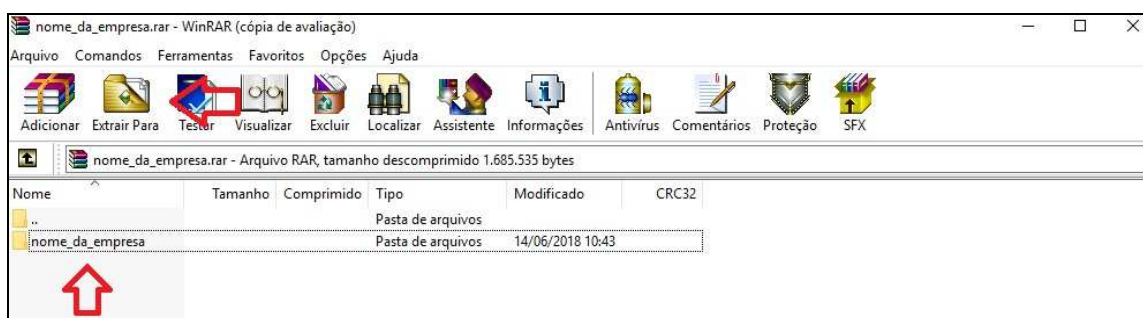 nome_da_empresa.rar - WinRAR (cópia de avaliação)
Arquivo Comandos Ferramentas Favoritos Opções Ajuda
Adicionar Extrair Para Testar Visualizar Excluir Localizar Assistente Informações Antivírus Comentários Proteção SFX
nome_da_empresa.rar - Arquivo RAR, tamanho descomprimido 1.685.535 bytes
Nome Tamanho Comprimido Tipo Modificado CRC32
.. Pasta de arquivos
nome_da_empresa Pasta de arquivos 14/06/2018 10:43